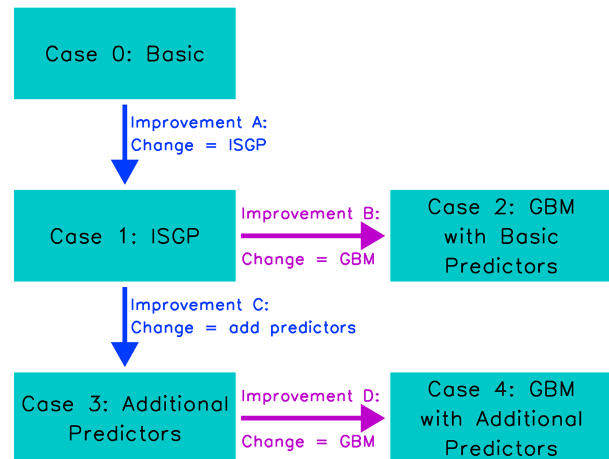 Case 0: Basic
Improvement A:
Change = ISGP
Case 1: ISGP
Improvement B:
Change = GBM
Case 2: GBM
with Basic
Predictors
Improvement C:
Change = add predictors
Case 3: Additional
Predictors
Improvement D:
Change = GBM
Case 4: GBM
with Additional
Predictors